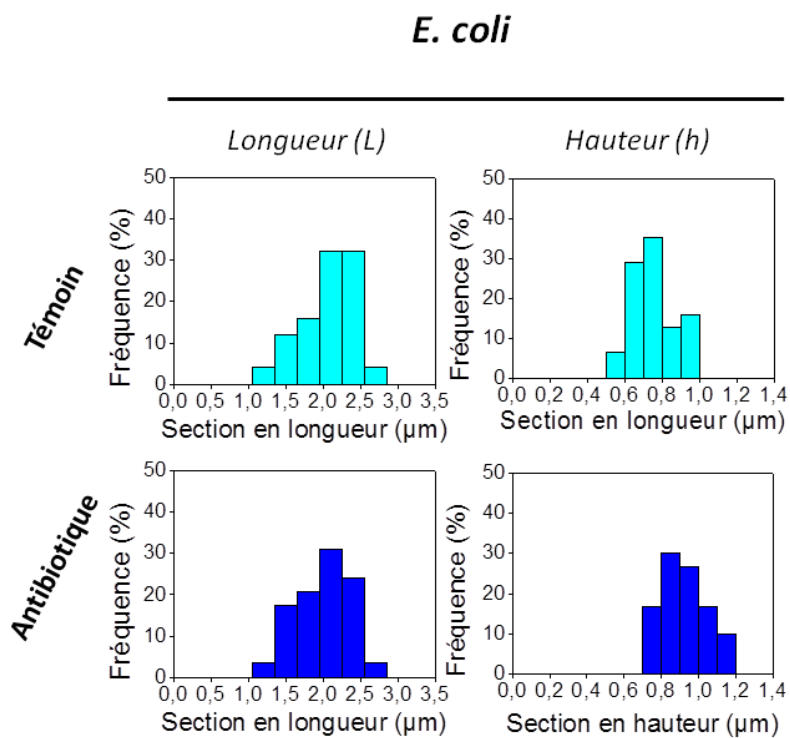 E. coli
Longueur (L)
Hauteur (h)
Témoin
Fréquence (%)
50
40
30
20
10
0
0,0 0,5 1,0 1,5 2,0 2,5 3,0 3,5
Section en longueur (µm)
Fréquence (%)
50
40
30
20
10
0
0,0 0,2 0,4 0,6 0,8 1,0 1,2 1,4
Section en longueur (µm)
Antibiotique
Fréquence (%)
50
40
30
20
10
0
0,0 0,5 1,0 1,5 2,0 2,5 3,0 3,5
Section en longueur (µm)
Fréquence (%)
50
40
30
20
10
0
0,0 0,2 0,4 0,6 0,8 1,0 1,2 1,4
Section en hauteur (µm)